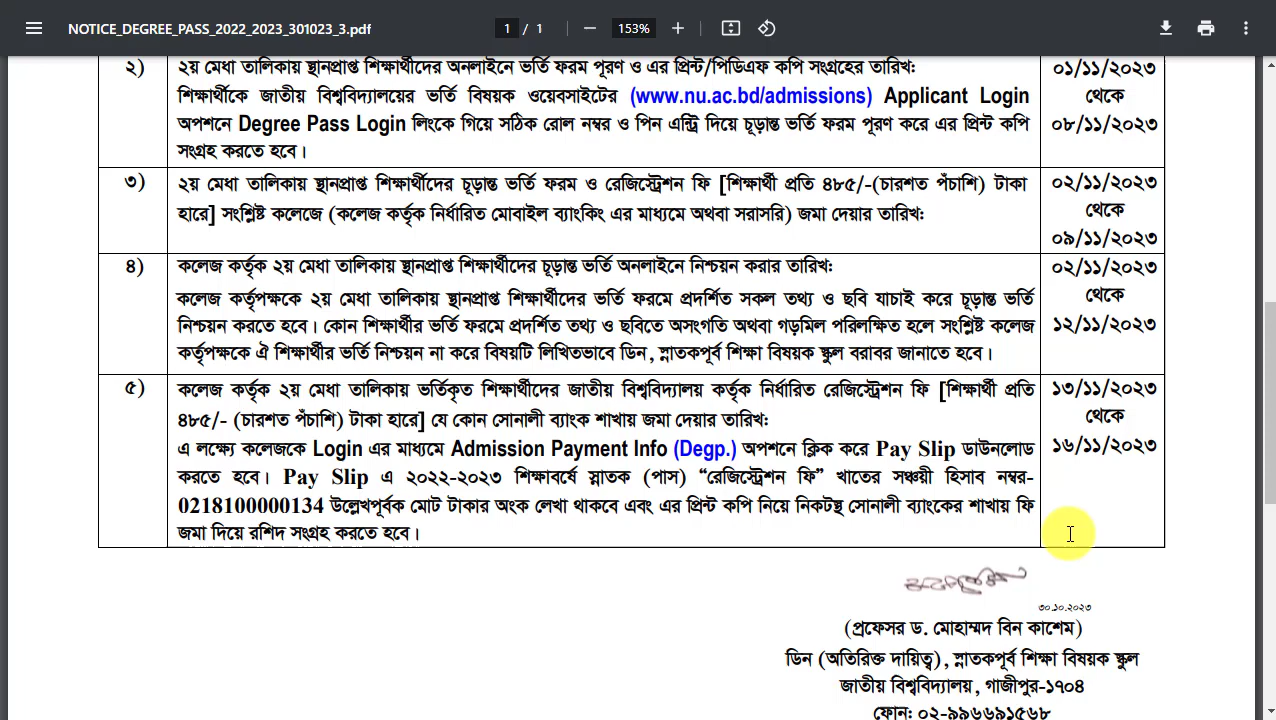 NOTICE_DEGREE_PASS_2022_2023_301023_3.pdf
1 / 1
153%
২) ২য় মেধা তালিকায় স্থানপ্রাপ্ত শিক্ষার্থীদের অনলাইনে ভর্তি ফরম পূরণ ও এর প্রিন্ট/পিডিএফ কপি সংগ্রহের তারিখ: ০১/১১/২০২৩
শিক্ষার্থীকে জাতীয় বিশ্ববিদ্যালয়ের ভর্তি বিষয়ক ওয়েবসাইটের (www.nu.ac.bd/admissions) Applicant Login থেকে
অপশনে Degree Pass Login লিংকে গিয়ে সঠিক রোল নম্বর ও পিন এন্ট্রি দিয়ে চূড়ান্ত ভর্তি ফরম পূরণ করে এর প্রিন্ট কপি ০৮/১১/২০২৩
সংগ্রহ করতে হবে।
৩) ২য় মেধা তালিকায় স্থানপ্রাপ্ত শিক্ষার্থীদের চূড়ান্ত ভর্তি ফরম ও রেজিস্ট্রেশন ফি [শিক্ষার্থী প্রতি ৪৮৫/-(চারশত পঁচাশি) টাকা ০২/১১/২০২৩
হারে] সংশ্লিষ্ট কলেজে (কলেজ কর্তৃক নির্ধারিত মোবাইল ব্যাংকিং এর মাধ্যমে অথবা সরাসরি) জমা দেয়ার তারিখ: থেকে
০৯/১১/২০২৩
৪) কলেজ কর্তৃক ২য় মেধা তালিকায় স্থানপ্রাপ্ত শিক্ষার্থীদের চূড়ান্ত ভর্তি অনলাইনে নিশ্চয়ন করার তারিখ: ০২/১১/২০২৩
কলেজ কর্তৃপক্ষকে ২য় মেধা তালিকায় স্থানপ্রাপ্ত শিক্ষার্থীদের ভর্তি ফরমে প্রদর্শিত সকল তথ্য ও ছবি যাচাই করে চূড়ান্ত ভর্তি থেকে
নিশ্চয়ন করতে হবে। কোন শিক্ষার্থীর ভর্তি ফরমে প্রদর্শিত তথ্য ও ছবিতে অসংগতি অথবা গড়মিল পরিলক্ষিত হলে সংশ্লিষ্ট কলেজ ১২/১১/২০২৩
কর্তৃপক্ষকে ঐ শিক্ষার্থীর ভর্তি নিশ্চয়ন না করে বিষয়টি লিখিতভাবে ডিন, স্নাতকপূর্ব শিক্ষা বিষয়ক স্কুল বরাবর জানাতে হবে।
৫) কলেজ কর্তৃক ২য় মেধা তালিকায় ভর্তিকৃত শিক্ষার্থীদের জাতীয় বিশ্ববিদ্যালয় কর্তৃক নির্ধারিত রেজিস্ট্রেশন ফি [শিক্ষার্থী প্রতি ১৩/১১/২০২৩
৪৮৫/- (চারশত পঁচাশি) টাকা হারে] যে কোন সোনালী ব্যাংক শাখায় জমা দেয়ার তারিখ: থেকে
এ লক্ষ্যে কলেজকে Login এর মাধ্যমে Admission Payment Info (Degp.) অপশনে ক্লিক করে Pay Slip ডাউনলোড ১৬/১১/২০২৩
করতে হবে। Pay Slip এ ২০২২-২০২৩ শিক্ষাবর্ষে স্নাতক (পাস) “রেজিস্ট্রেশন ফি” খাতের সঞ্চয়ী হিসাব নম্বর-
0218100000134 উল্লেখপূর্বক মোট টাকার অংক লেখা থাকবে এবং এর প্রিন্ট কপি নিয়ে নিকটস্থ সোনালী ব্যাংকের শাখায় ফি
জমা দিয়ে রশিদ সংগ্রহ করতে হবে।
৩০.১০.২০২৩
(প্রফেসর ড. মোহাম্মদ বিন কাশেম)
ডিন (অতিরিক্ত দায়িত্ব), স্নাতকপূর্ব শিক্ষা বিষয়ক স্কুল
জাতীয় বিশ্ববিদ্যালয়, গাজীপুর-১৭০৪
ফোন: ০২-৯৯৬৬৯১৫৬৮